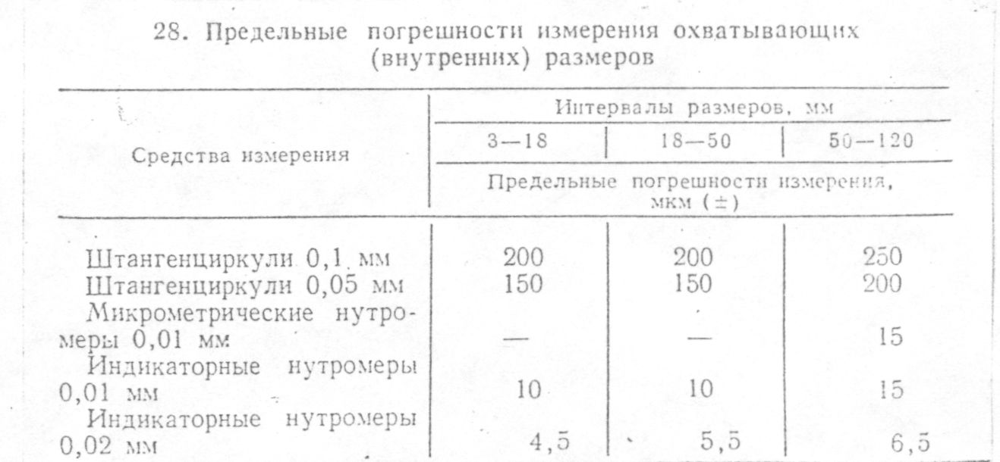 28. Предельные погрешности измерения охватывающих
(внутренних) размеров
Средства измерения
Интервалы размеров, мм
3—18 18—50 50—120
Предельные погрешности измерения,
мкм (±)
Штангенциркули 0,1 мм 200 200 250
Штангенциркули 0,05 мм 150 150 200
Микрометрические нутро-
меры 0,01 мм — — 15
Индикаторные нутромеры
0,01 мм 10 10 15
Индикаторные нутромеры
0,02 мм 4,5 5,5 6,5